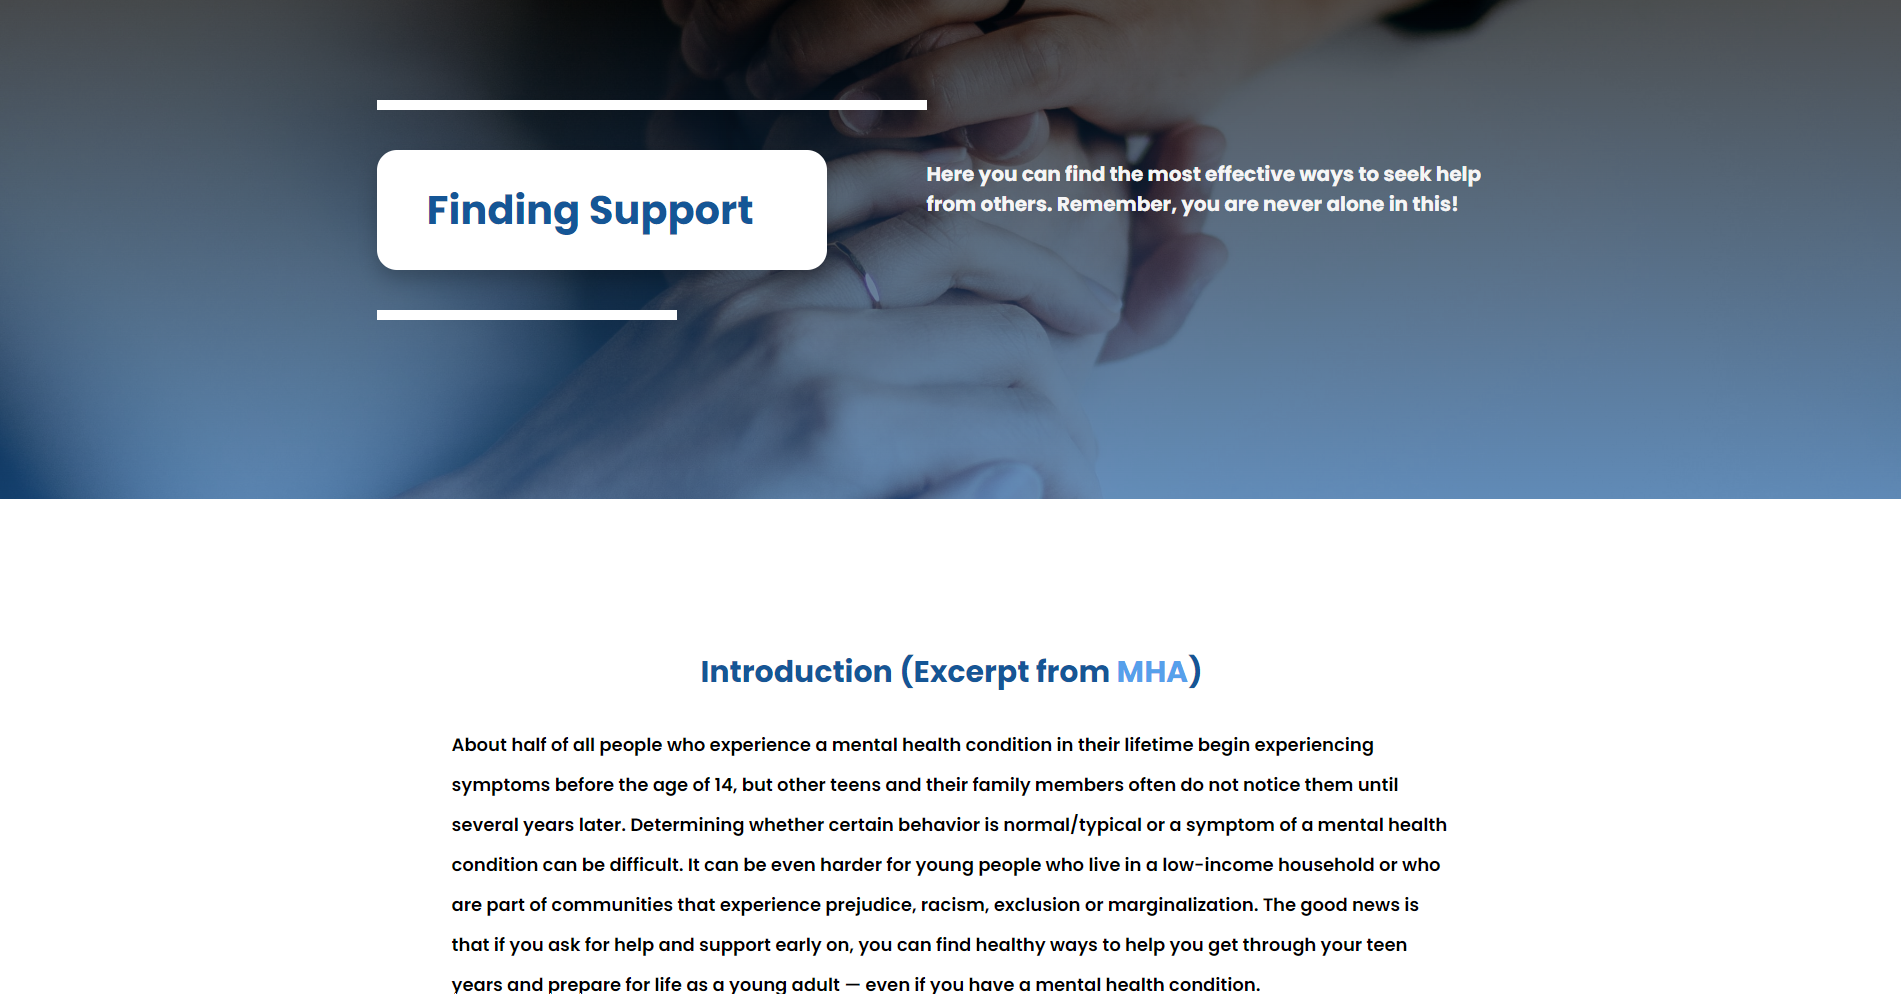 Finding Support
Here you can find the most effective ways to seek help
from others. Remember, you are never alone in this!
Introduction (Excerpt from MHA)
About half of all people who experience a mental health condition in their lifetime begin experiencing
symptoms before the age of 14, but other teens and their family members often do not notice them until
several years later. Determining whether certain behavior is normal/typical or a symptom of a mental health
condition can be difficult. It can be even harder for young people who live in a low-income household or who
are part of communities that experience prejudice, racism, exclusion or marginalization. The good news is
that if you ask for help and support early on, you can find healthy ways to help you get through your teen
years and prepare for life as a young adult — even if you have a mental health condition.